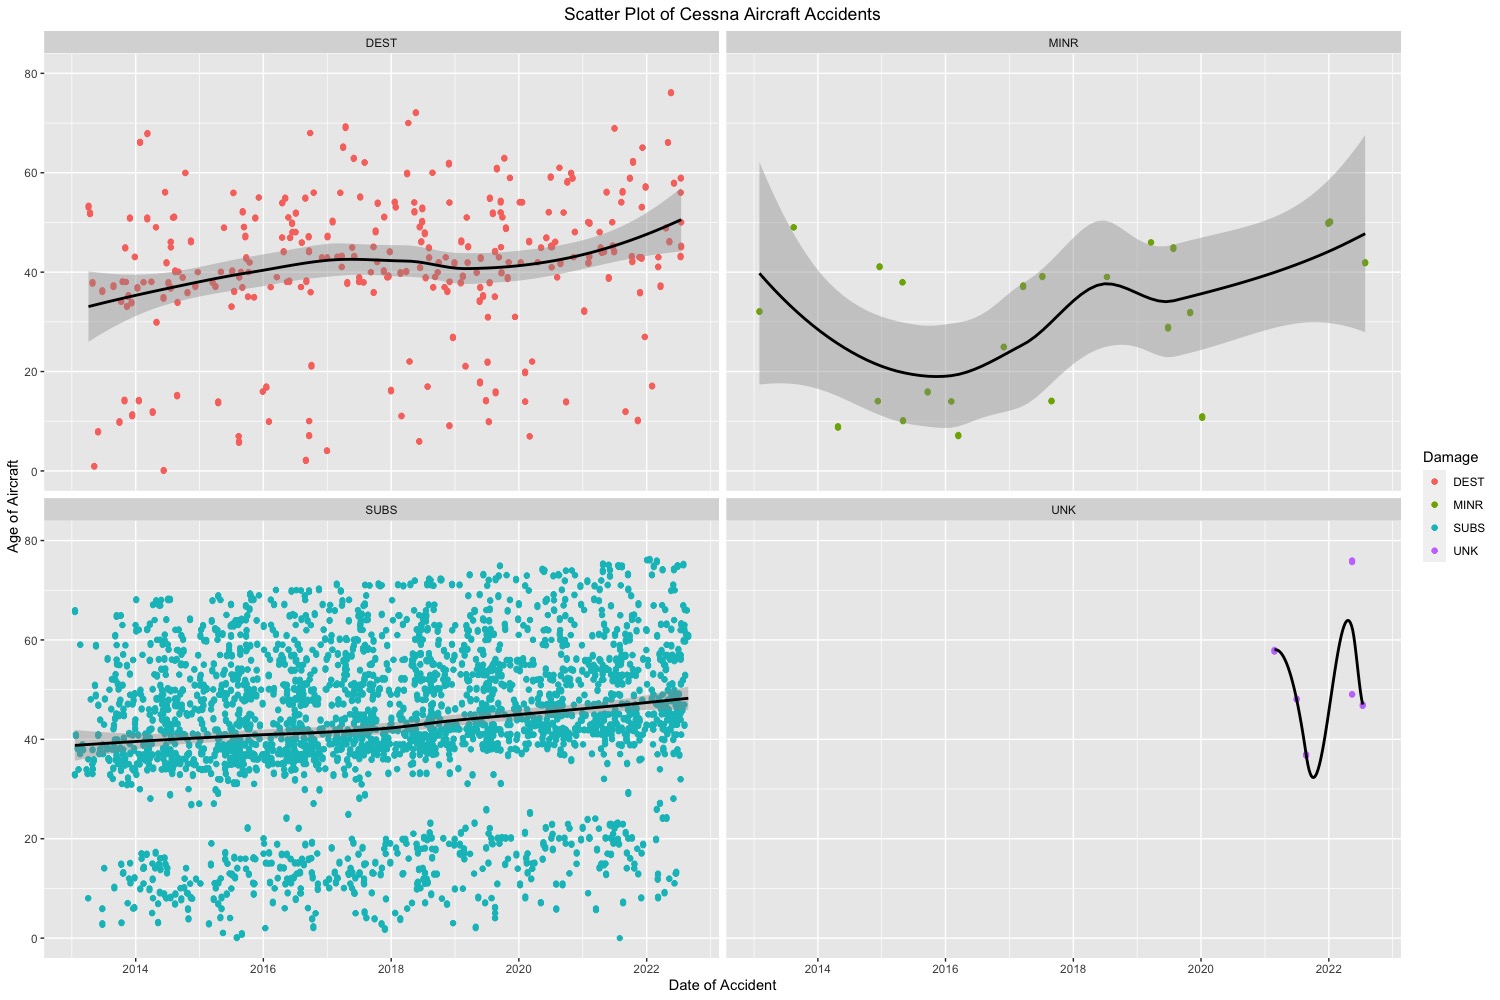 Scatter Plot of Cessna Aircraft Accidents
DEST
MINR
80
60
40
20
0
SUBS
UNK
80
60
40
20
0
2014
2016
2018
2020
2022
2014
2016
2018
2020
2022
Date of Accident
Age of Aircraft
Damage
DEST
MINR
SUBS
UNK